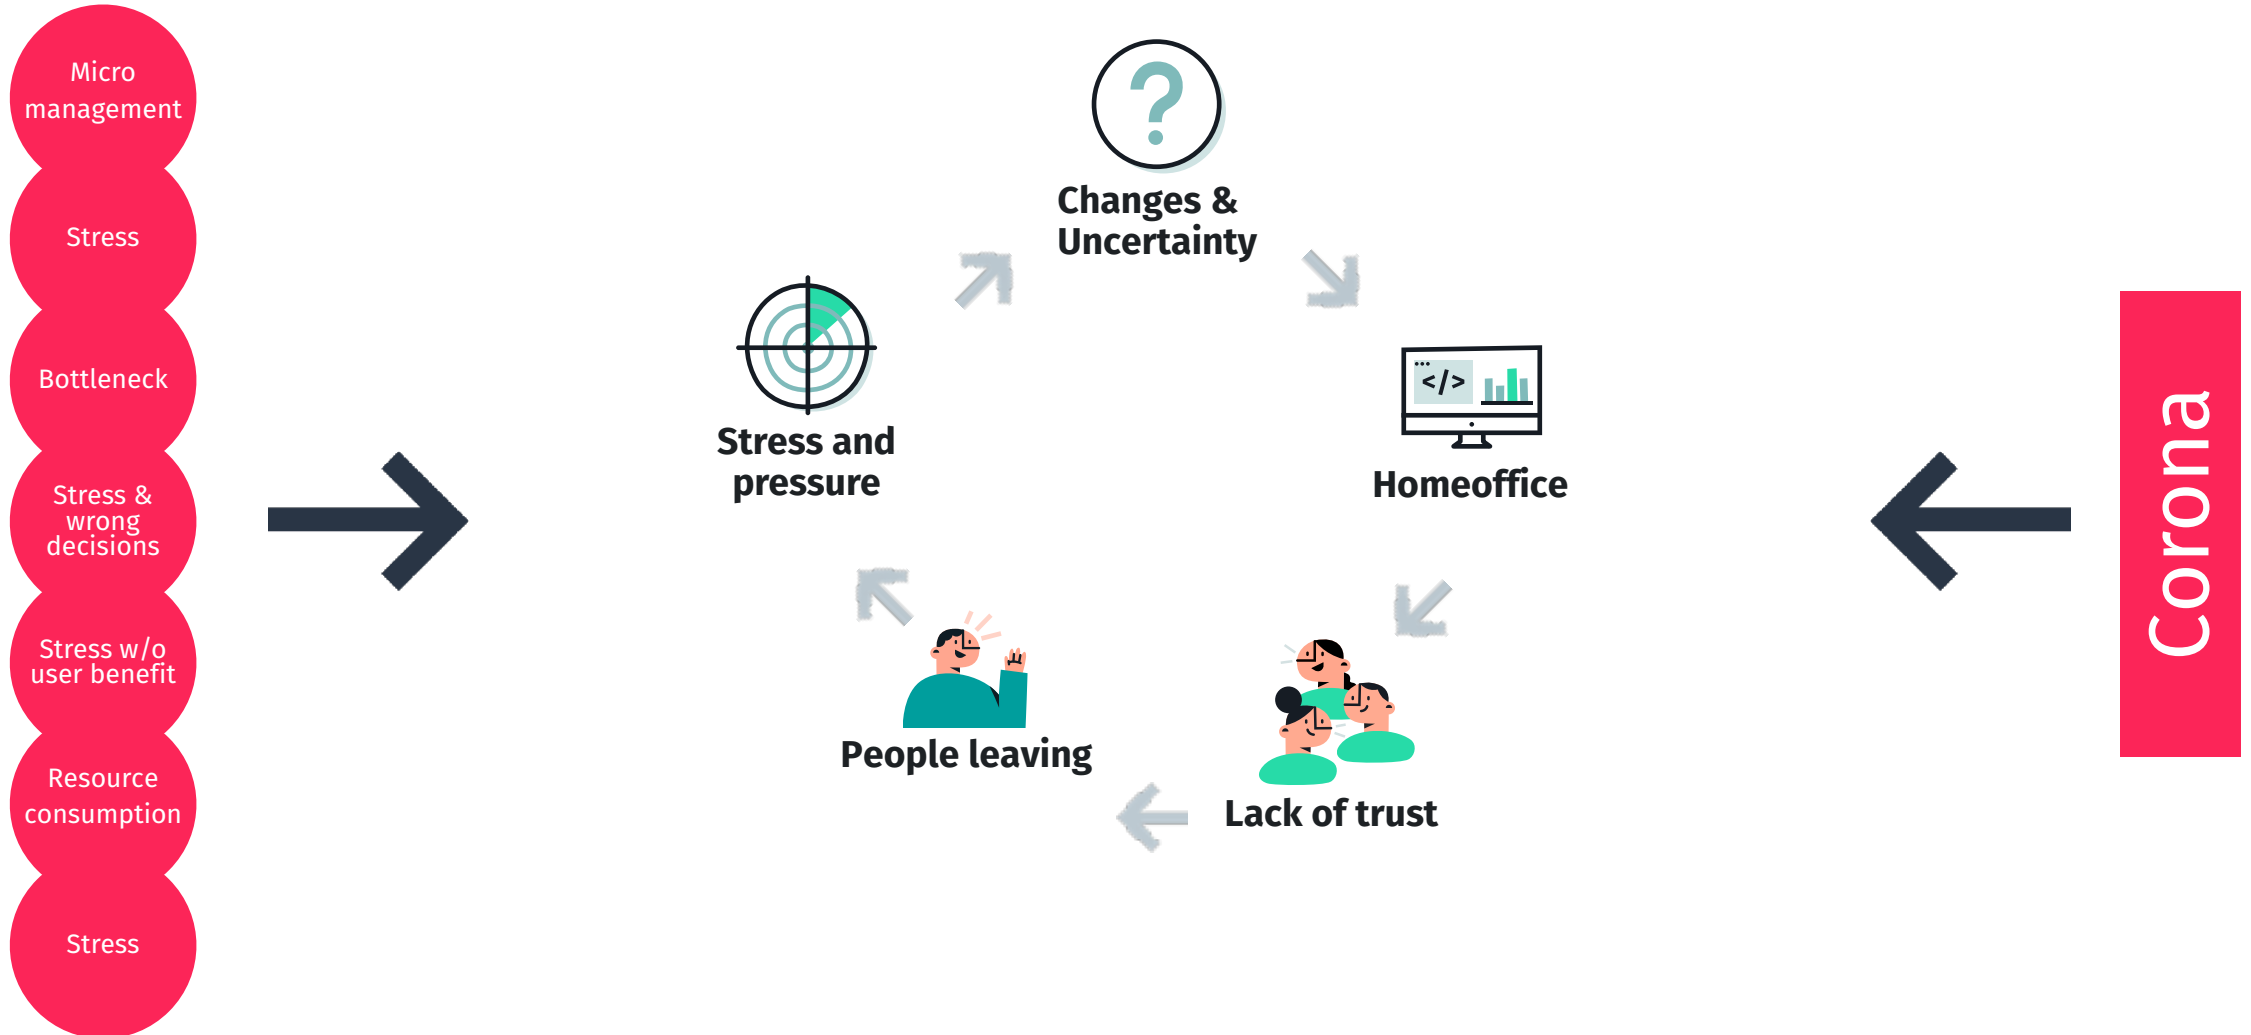 Micro
management
Stress
Bottleneck
Stress &
wrong
decisions
Stress w/o
user benefit
Resource
consumption
Stress
?
Changes &
Uncertainty
Stress and
pressure
</>
Homeoffice
People leaving
Lack of trust
Corona